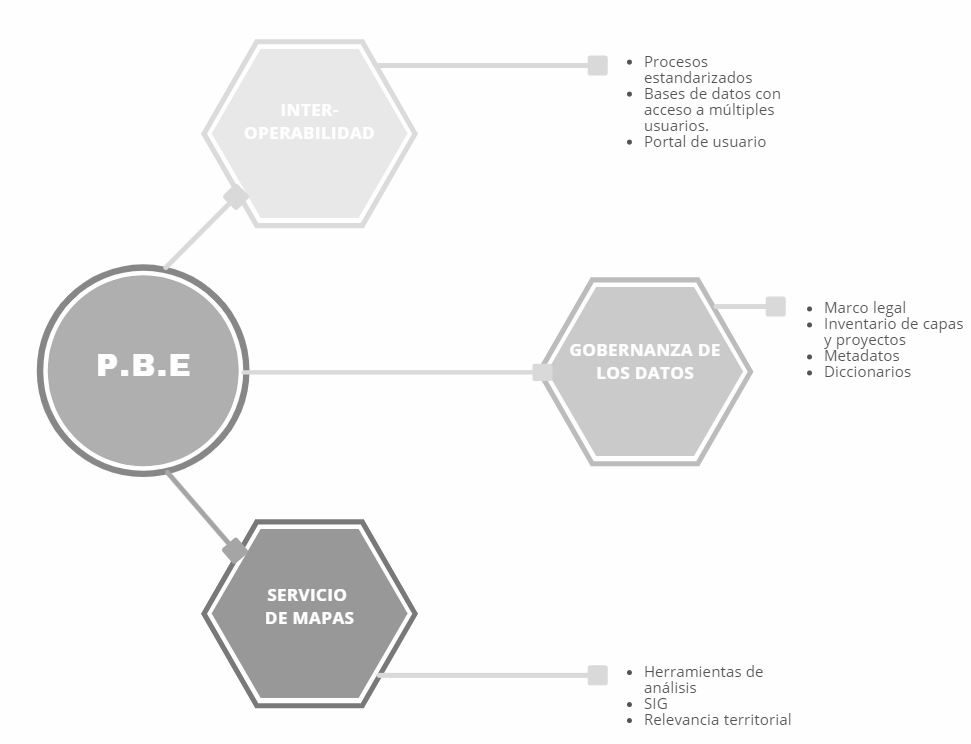 INTER-
OPERABILIDAD
• Procesos
estandarizados
• Bases de datos con
acceso a múltiples
usuarios.
• Portal de usuario
P.B.E
GOBERNANZA DE
LOS DATOS
• Marco legal
• Inventario de capas
y proyectos
• Metadatos
• Diccionarios
SERVICIO
DE MAPAS
• Herramientas de
análisis
• SIG
• Relevancia territorial